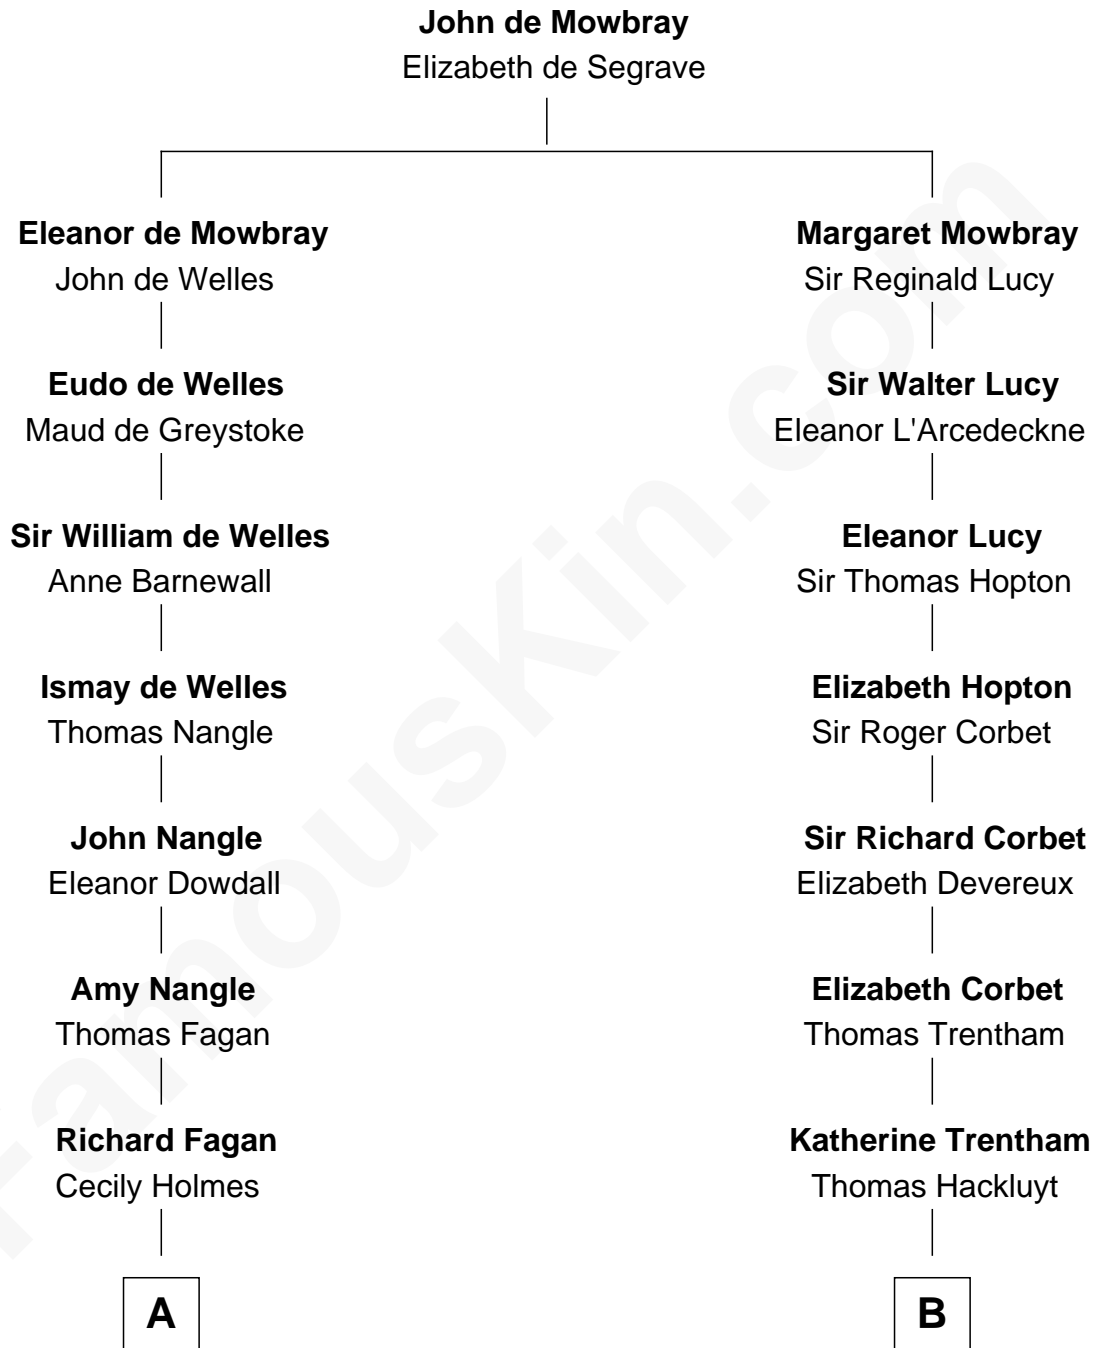 John de Mowbray
Elizabeth de Segrave
Eleanor de Mowbray
John de Welles
Eudo de Welles
Maud de Greystoke
Sir William de Welles
Anne Barnewall
Ismay de Welles
Thomas Nangle
John Nangle
Eleanor Dowdall
Amy Nangle
Thomas Fagan
Richard Fagan
Cecily Holmes
A
Margaret Mowbray
Sir Reginald Lucy
Sir Walter Lucy
Eleanor L'Arcedeckne
Eleanor Lucy
Sir Thomas Hopton
Elizabeth Hopton
Sir Roger Corbet
Sir Richard Corbet
Elizabeth Devereux
Elizabeth Corbet
Thomas Trentham
Katherine Trentham
Thomas Hackluyt
B
FamousKin.com